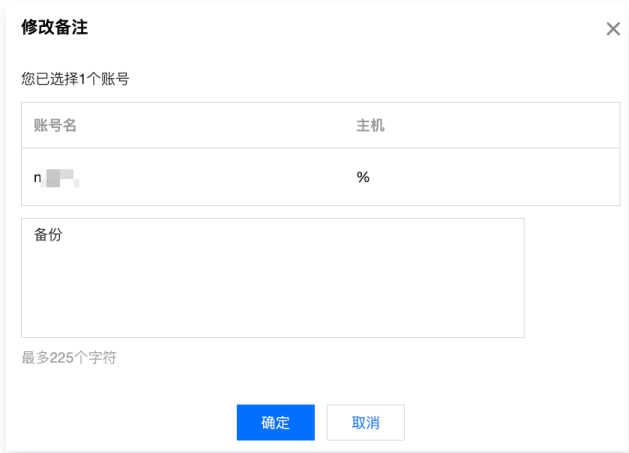 修改备注
您已选择1个账号
账号名 主机
n %
备份
最多225个字符
确定 取消